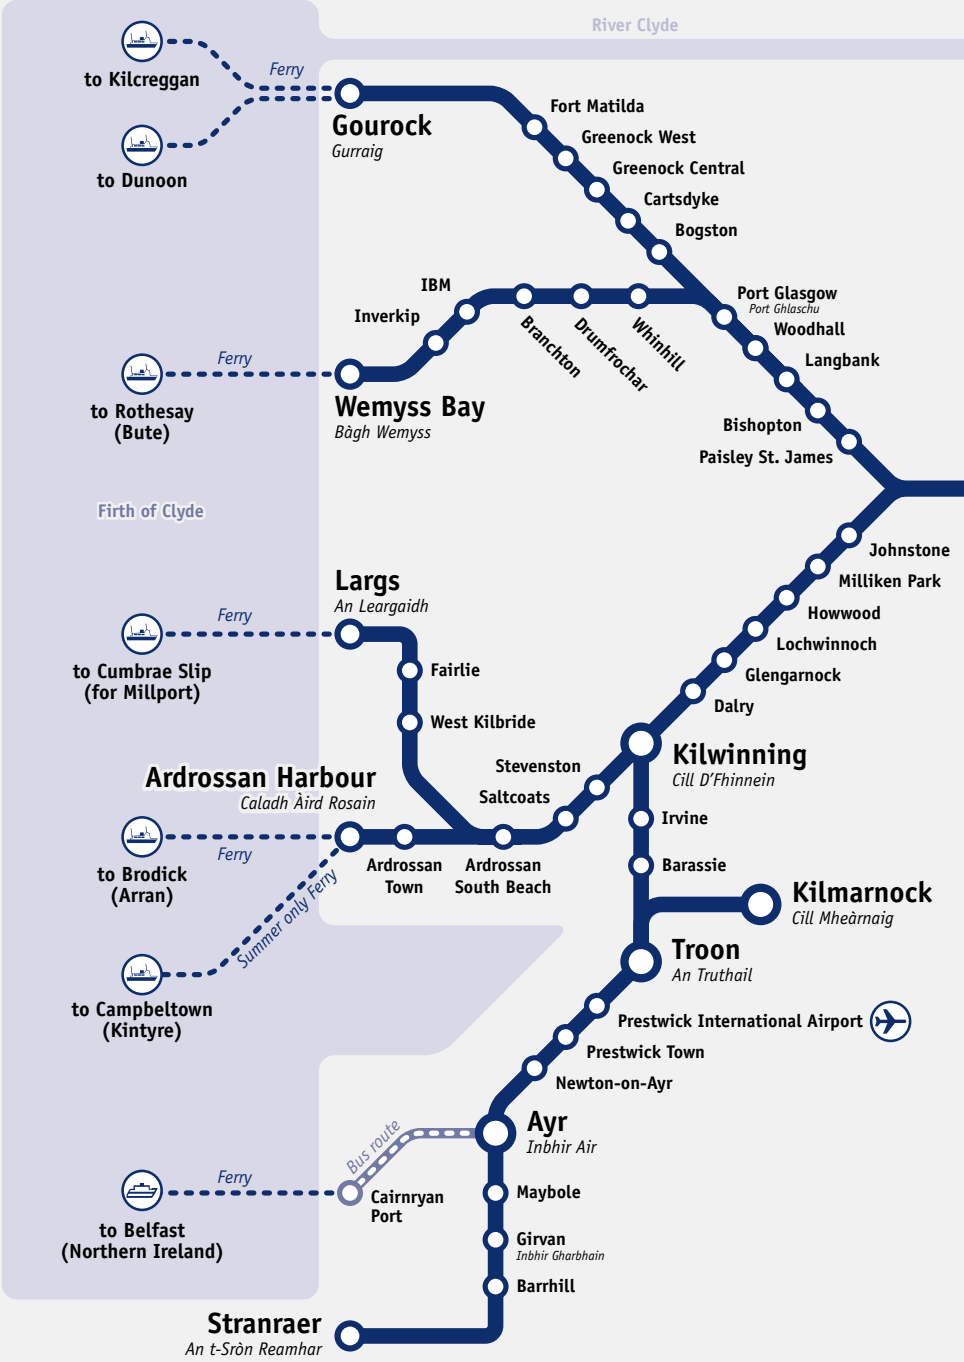 River Clyde
to Kilcreggan
Ferry
to Dunoon
Gourock
Gurraig
Fort Matilda
Greenock West
Greenock Central
Cartsdyke
Bogston
IBM
Inverkip
Branchton
Drumfrochar
Whinhill
Port Glasgow
Port Ghlaschu
Woodhall
Langbank
Bishopton
Paisley St. James
Ferry
to Rothesay
(Bute)
Wemyss Bay
Bàgh Wemyss
Firth of Clyde
Johnstone
Milliken Park
Howwood
Lochwinnoch
Glengarnock
Dalry
Largs
An Leargaidh
Ferry
to Cumbrae Slip
(for Millport)
Fairlie
West Kilbride
Kilwinning
Cill D'Fhinnein
Stevenston
Saltcoats
Ardrossan Harbour
Caladh Àird Rosain
Ferry
to Brodick
(Arran)
Ardrossan
Town
Ardrossan
South Beach
Summer only Ferry
to Campbeltown
(Kintyre)
Irvine
Barassie
Kilmarnock
Cill Mheàrnaig
Troon
An Truthail
Prestwick International Airport
Prestwick Town
Newton-on-Ayr
Ayr
Inbhir Air
Bus route
Ferry
Cairnryan
Port
to Belfast
(Northern Ireland)
Maybole
Girvan
Inbhir Gharbhain
Barrhill
Stranraer
An t-Sròn Reamhar